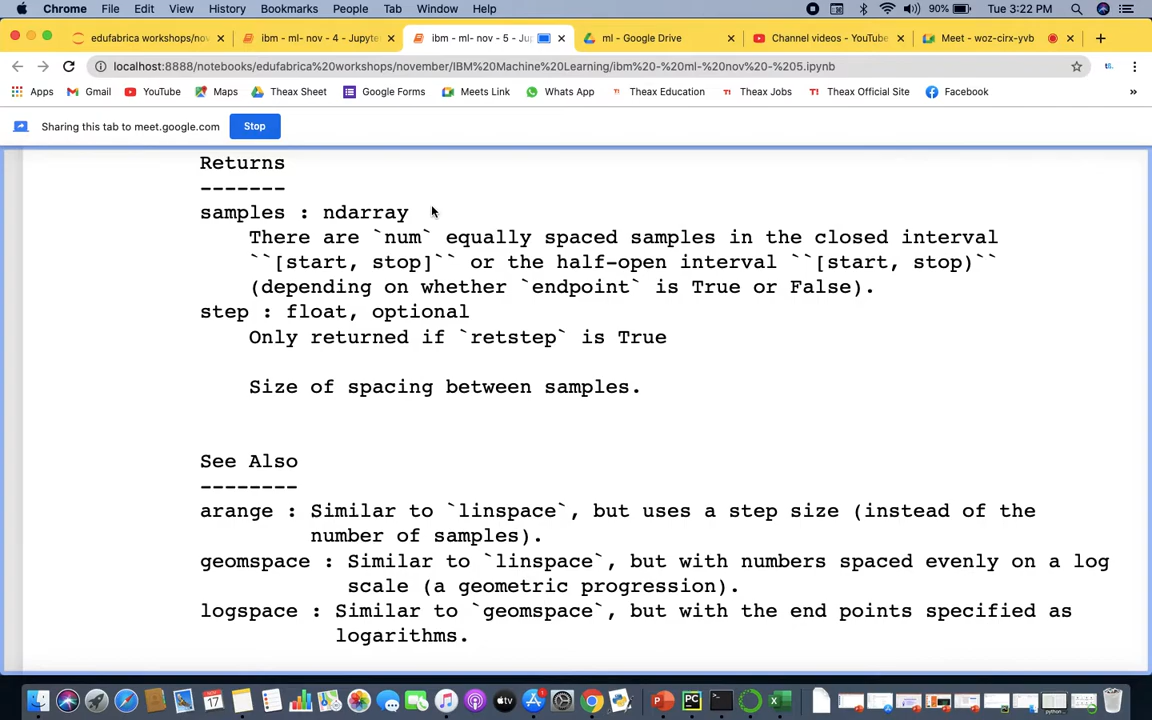 Chrome File Edit View History Bookmarks People Tab Window Help 90% Tue 3:22 PM
edufabrica workshops/nov ibm - ml- nov - 4 - Jupyte ibm - ml- nov - 5 - Ju ml - Google Drive Channel videos - YouTube Meet - woz-cirx-yvb
localhost:8888/notebooks/edufabrica%20workshops/november/IBM%20Machine%20Learning/ibm%20-%20ml-%20nov%20-%205.ipynb
Apps Gmail YouTube Maps Theax Sheet Google Forms Meets Link Whats App Theax Education Theax Jobs Theax Official Site Facebook »
Sharing this tab to meet.google.com Stop
Returns
-------
samples : ndarray
There are `num` equally spaced samples in the closed interval
``[start, stop]`` or the half-open interval ``[start, stop)``
(depending on whether `endpoint` is True or False).
step : float, optional
Only returned if `retstep` is True
Size of spacing between samples.
See Also
--------
arange : Similar to `linspace`, but uses a step size (instead of the
number of samples).
geomspace : Similar to `linspace`, but with numbers spaced evenly on a log
scale (a geometric progression).
logspace : Similar to `geomspace`, but with the end points specified as
logarithms.